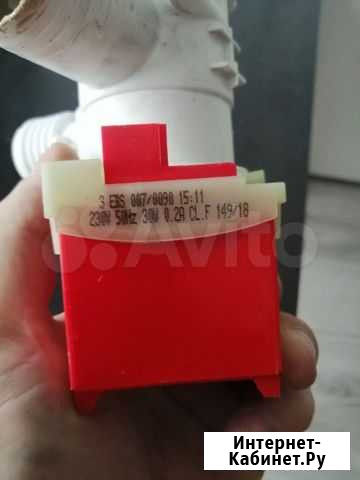 3 EBS 007/0090 15:11
230V 50Hz 30W 0.2A CL.F 149/18
Avito
Интернет-
Кабинет.Ру